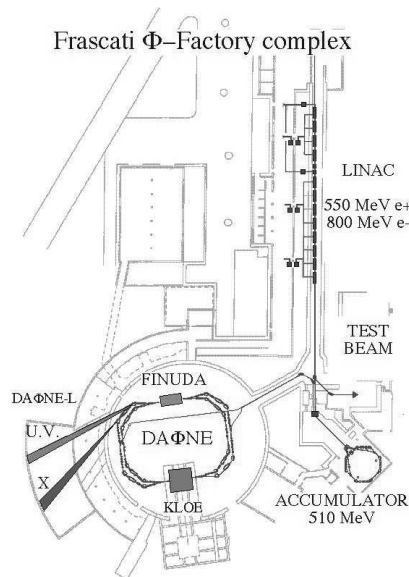 Frascati Φ–Factory complex
LINAC
550 MeV e+
800 MeV e-
TEST
BEAM
FINUDA
DAΦNE-L
U.V.
DAΦNE
X
KLOE
ACCUMULATOR
510 MeV